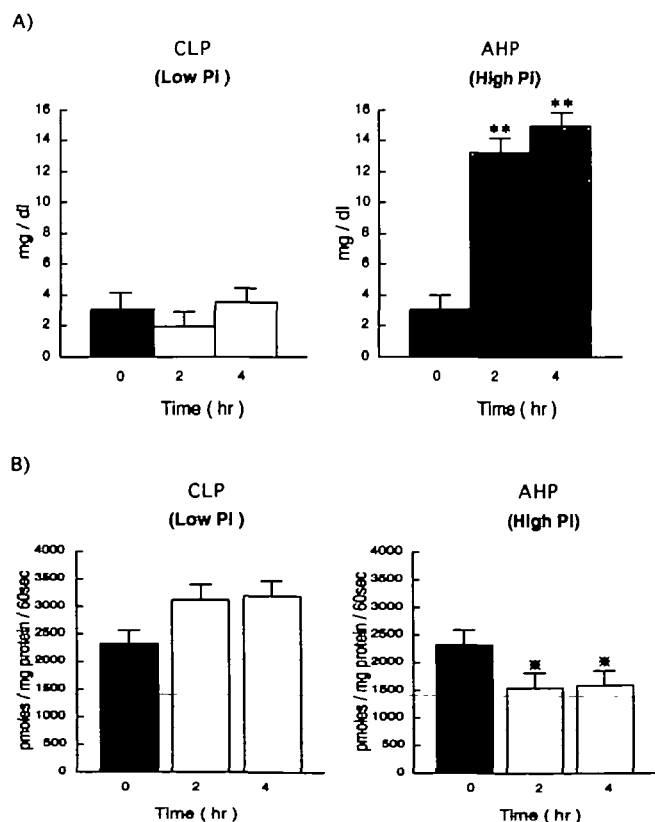 A)
CLP
(Low Pi)
AHP
(High Pi)
mg / dl
16
14
12
10
8
6
4
2
0
0 2 4
Time ( hr )
mg / dl
16
14
12
10
8
6
4
2
0
** **
0 2 4
Time ( hr )
B)
CLP
(Low Pi)
AHP
(High Pi)
pmoles / mg protein / 60sec
4000
3500
3000
2500
2000
1500
1000
500
0
0 2 4
Time ( hr )
pmoles / mg protein / 60sec
4000
3500
3000
2500
2000
1500
1000
500
0
* *
0 2 4
Time ( hr )